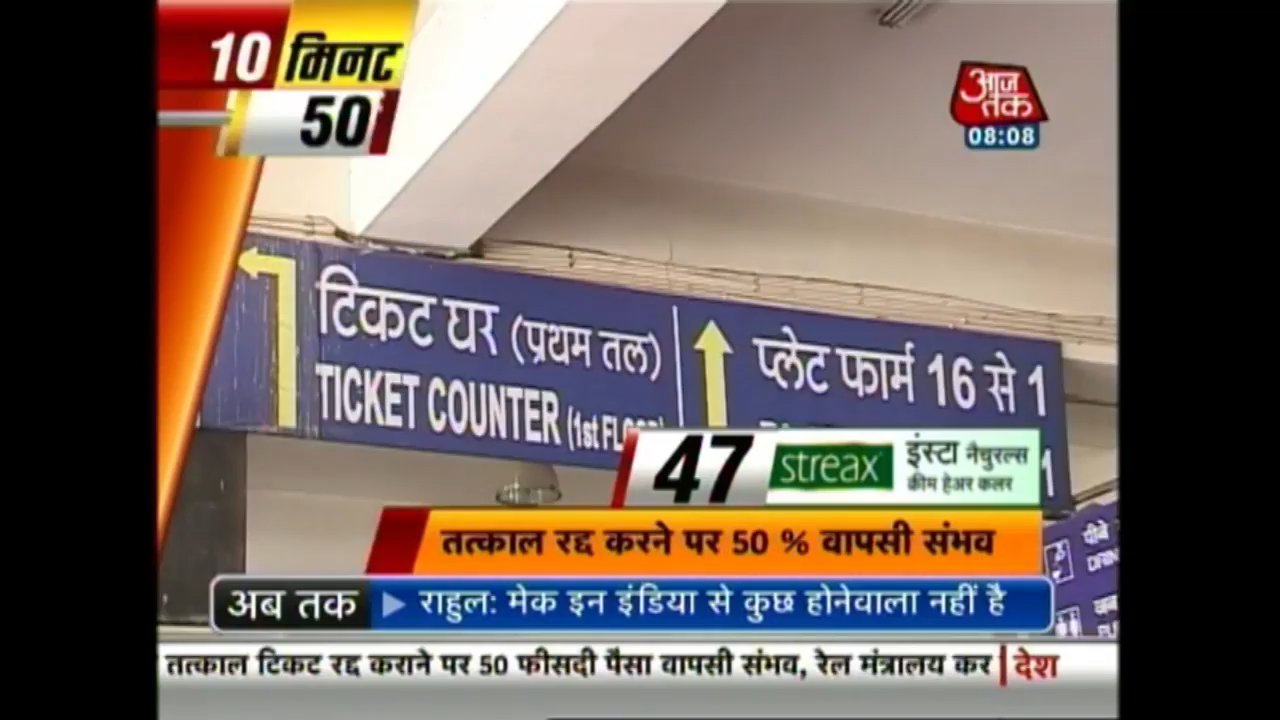 10 मिनट
50
आज
तक
08:08
टिकट घर (प्रथम तल)
TICKET COUNTER (1st FLOOR)
प्लेट फार्म 16 से 1
1
47
streax
इंस्टा नैचुरल्स
क्रीम हेअर कलर
पीने
तत्काल रद्द करने पर 50 % वापसी संभव
अब तक
राहुल: मेक इन इंडिया से कुछ होनेवाला नहीं है
तत्काल टिकट रद्द कराने पर 50 फीसदी पैसा वापसी संभव, रेल मंत्रालय कर
देश